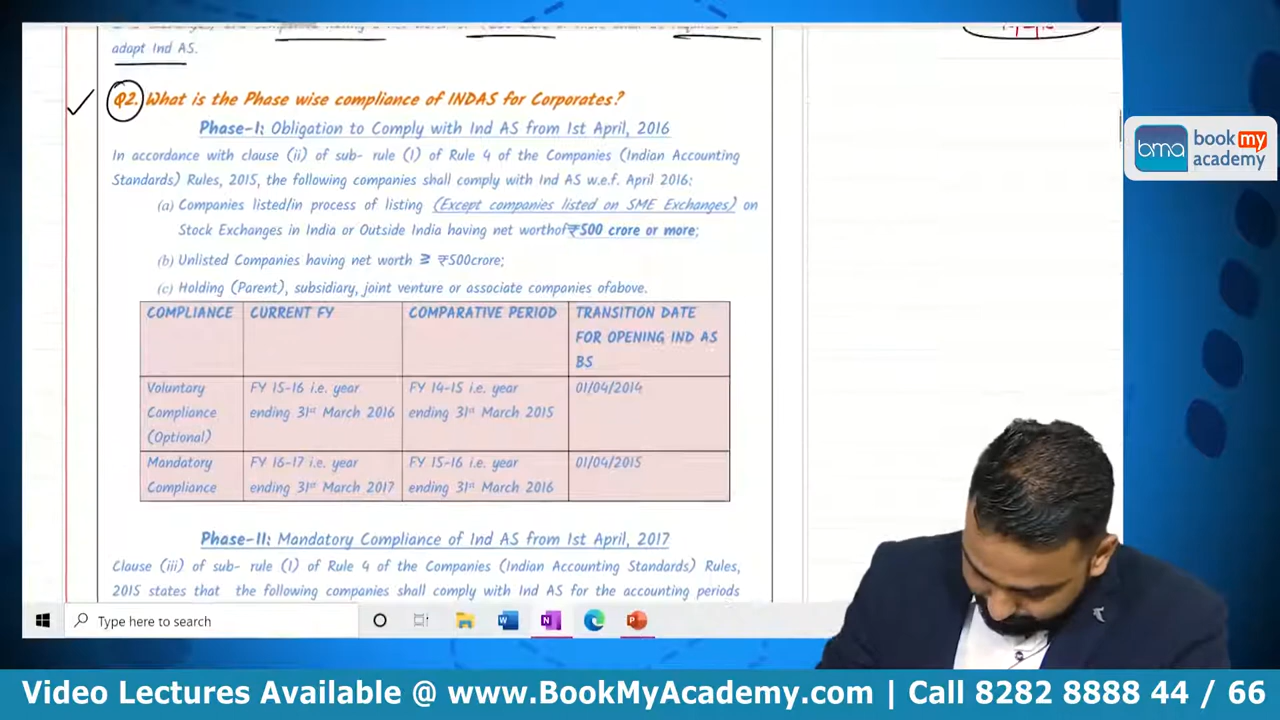 adopt Ind AS.
Q2. What is the Phase wise compliance of INDAS for Corporates?
Phase-I: Obligation to Comply with Ind AS from 1st April, 2016
In accordance with clause (ii) of sub- rule (1) of Rule 4 of the Companies (Indian Accounting
Standards) Rules, 2015, the following companies shall comply with Ind AS w.e.f. April 2016:
(a) Companies listed/in process of listing (Except companies listed on SME Exchanges) on
Stock Exchanges in India or Outside India having net worthof₹500 crore or more;
(b) Unlisted Companies having net worth ≥ ₹500crore;
(c) Holding (Parent), subsidiary, joint venture or associate companies ofabove.
COMPLIANCE CURRENT FY COMPARATIVE PERIOD TRANSITION DATE
FOR OPENING IND AS
BS
Voluntary FY 15-16 i.e. year FY 14-15 i.e. year 01/04/2014
Compliance ending 31st March 2016 ending 31st March 2015
(Optional)
Mandatory FY 16-17 i.e. year FY 15-16 i.e. year 01/04/2015
Compliance ending 31st March 2017 ending 31st March 2016
Phase-II: Mandatory Compliance of Ind AS from 1st April, 2017
Clause (iii) of sub- rule (1) of Rule 4 of the Companies (Indian Accounting Standards) Rules,
2015 states that the following companies shall comply with Ind AS for the accounting periods
Type here to search
bma book my
academy
Video Lectures Available @ www.BookMyAcademy.com | Call 8282 8888 44 / 66